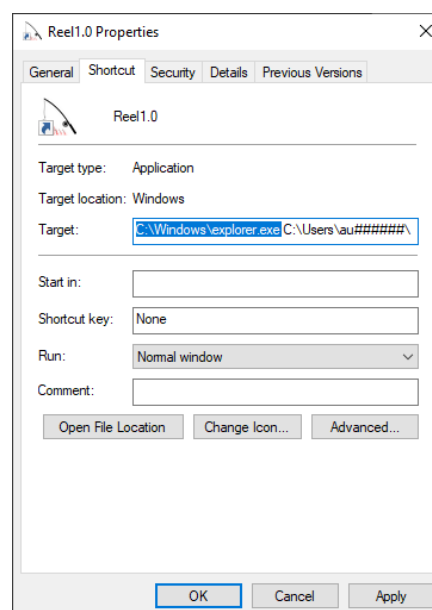 Reel1.0 Properties
General Shortcut Security Details Previous Versions
Reel1.0
Target type: Application
Target location: Windows
Target: C:\Windows\explorer.exe C:\Users\au######\
Start in:
Shortcut key: None
Run: Normal window
Comment:
Open File Location Change Icon... Advanced...
OK Cancel Apply